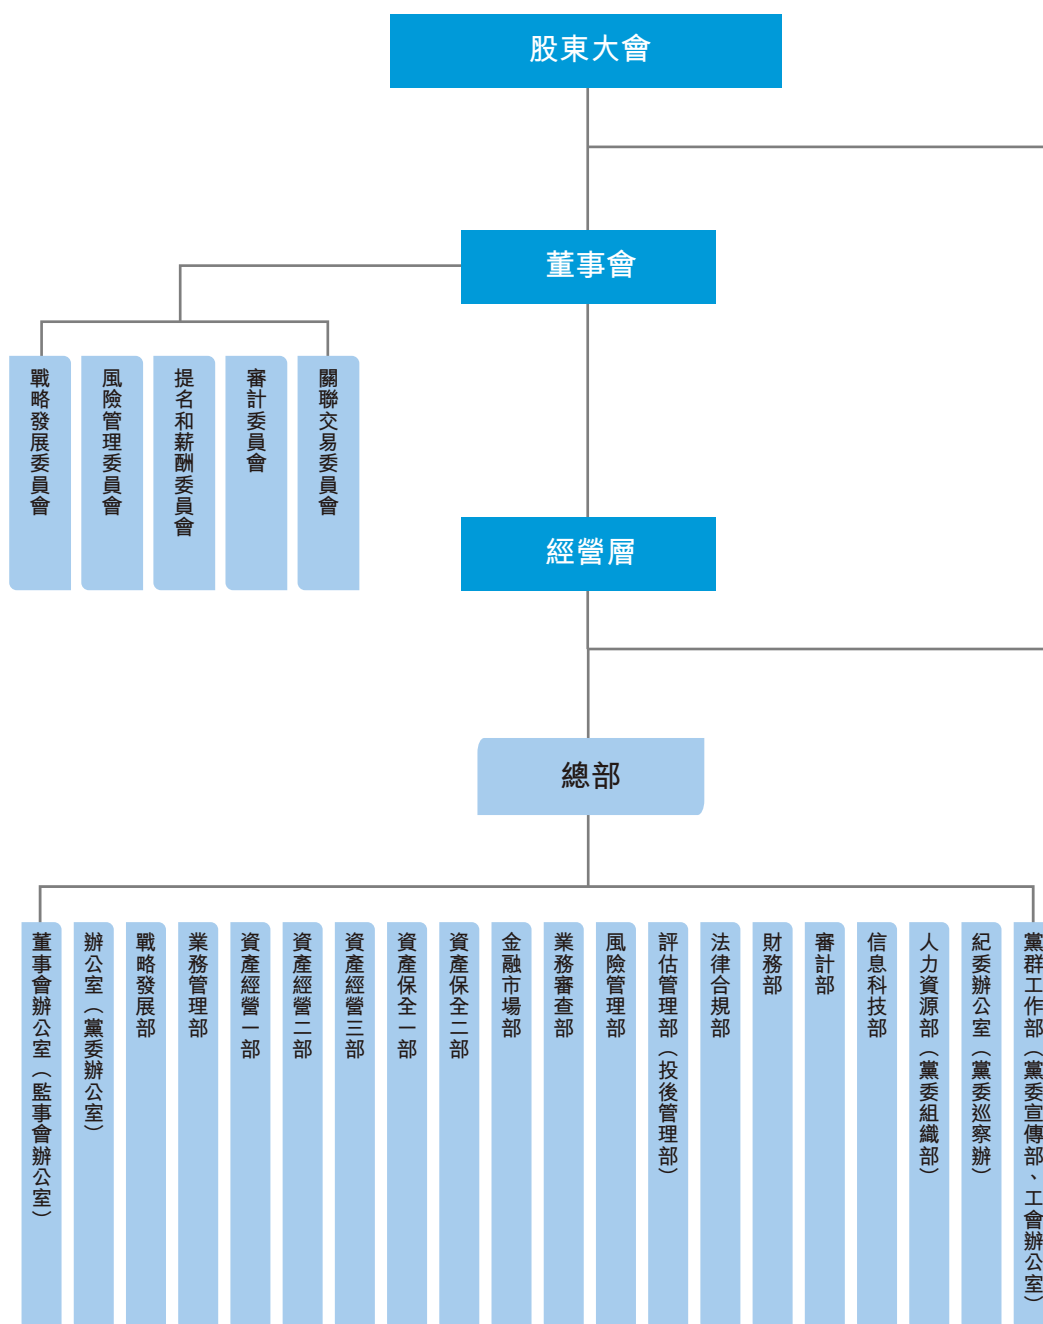 股東大會
董事會
戰略發展委員會
風險管理委員會
提名和薪酬委員會
審計委員會
關聯交易委員會
經營層
總部
董事會辦公室（監事會辦公室）
辦公室（黨委辦公室）
戰略發展部
業務管理部
資產經營一部
資產經營二部
資產經營三部
資產保全一部
資產保全二部
金融市場部
業務審查部
風險管理部
評估管理部（投後管理部）
法律合規部
財務部
審計部
信息科技部
人力資源部（黨委組織部）
紀委辦公室（黨委巡察辦）
黨群工作部（黨委宣傳部、工會辦公室）